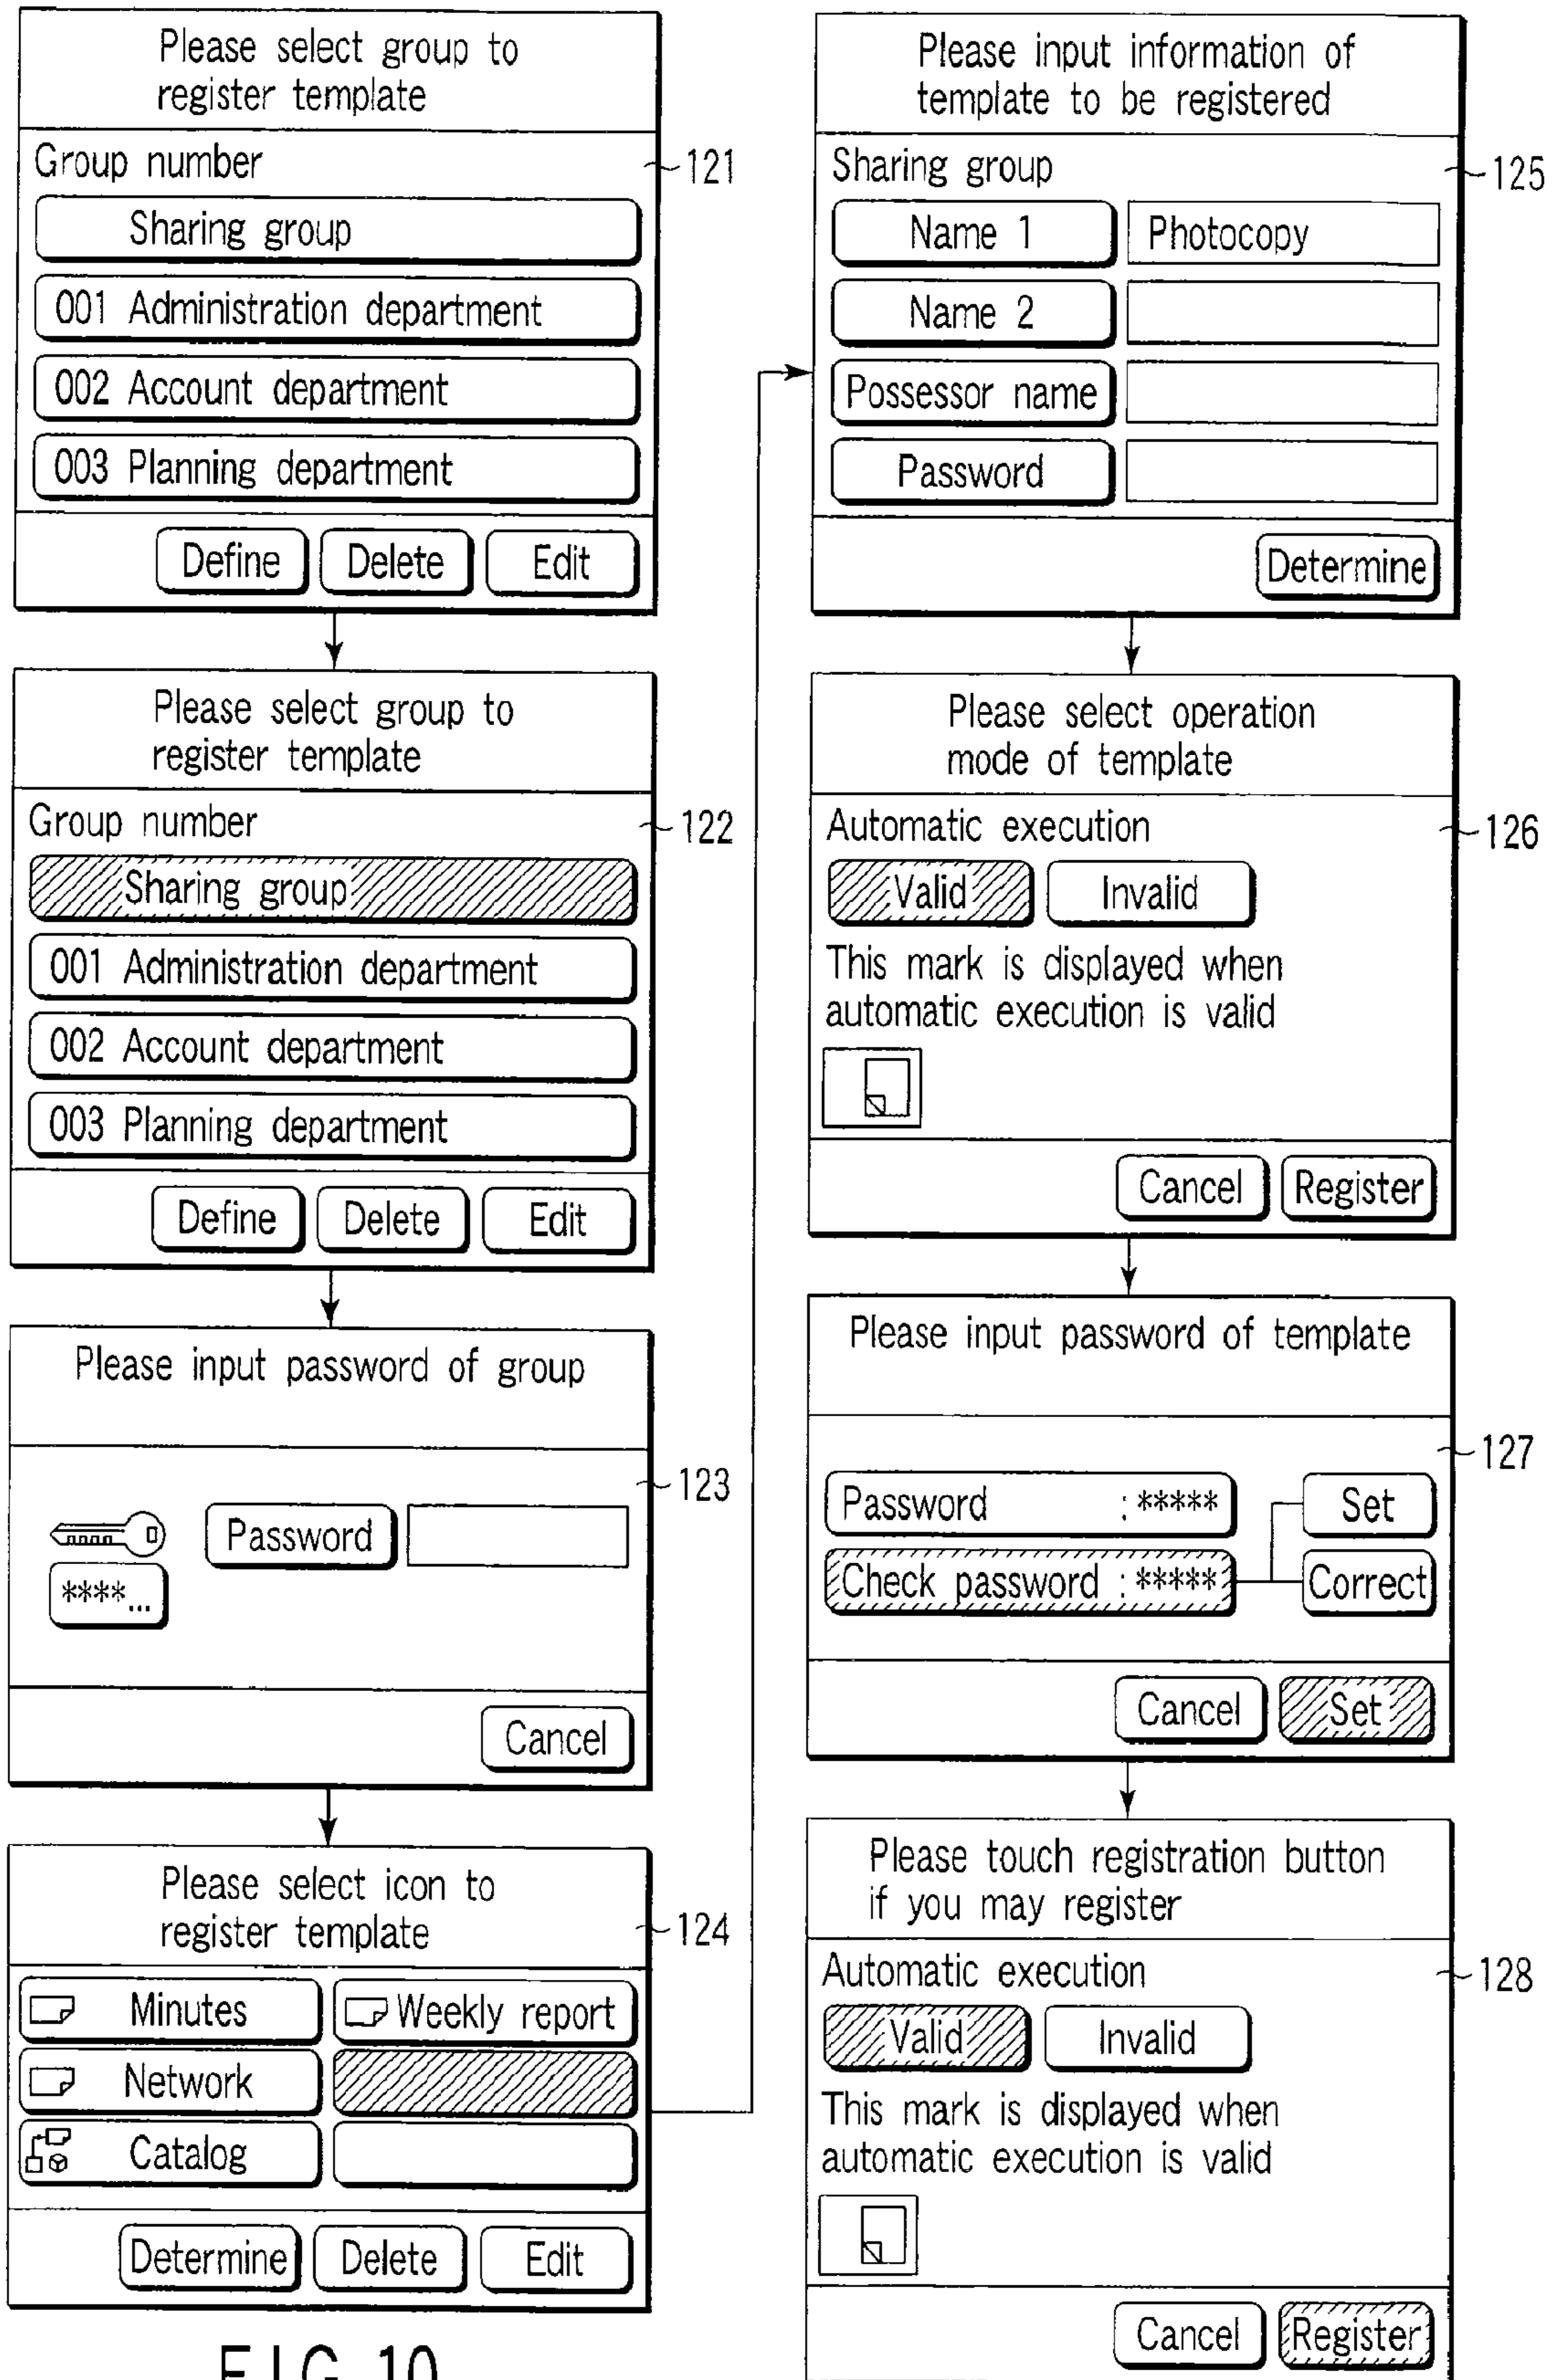 Please select group to
register template
Group number
121
Sharing group
001 Administration department
002 Account department
003 Planning department
Define Delete Edit
Please select group to
register template
Group number
122
Sharing group
001 Administration department
002 Account department
003 Planning department
Define Delete Edit
Please input password of group
123
Password
****...
Cancel
Please select icon to
register template
124
Minutes Weekly report
Network
Catalog
Determine Delete Edit
FIG. 10
Please input information of
template to be registered
Sharing group
125
Name 1 Photocopy
Name 2
Possessor name
Password
Determine
Please select operation
mode of template
Automatic execution
126
Valid Invalid
This mark is displayed when
automatic execution is valid
Cancel Register
Please input password of template
127
Password :***** Set
Check password :***** Correct
Cancel Set
Please touch registration button
if you may register
Automatic execution
128
Valid Invalid
This mark is displayed when
automatic execution is valid
Cancel Register